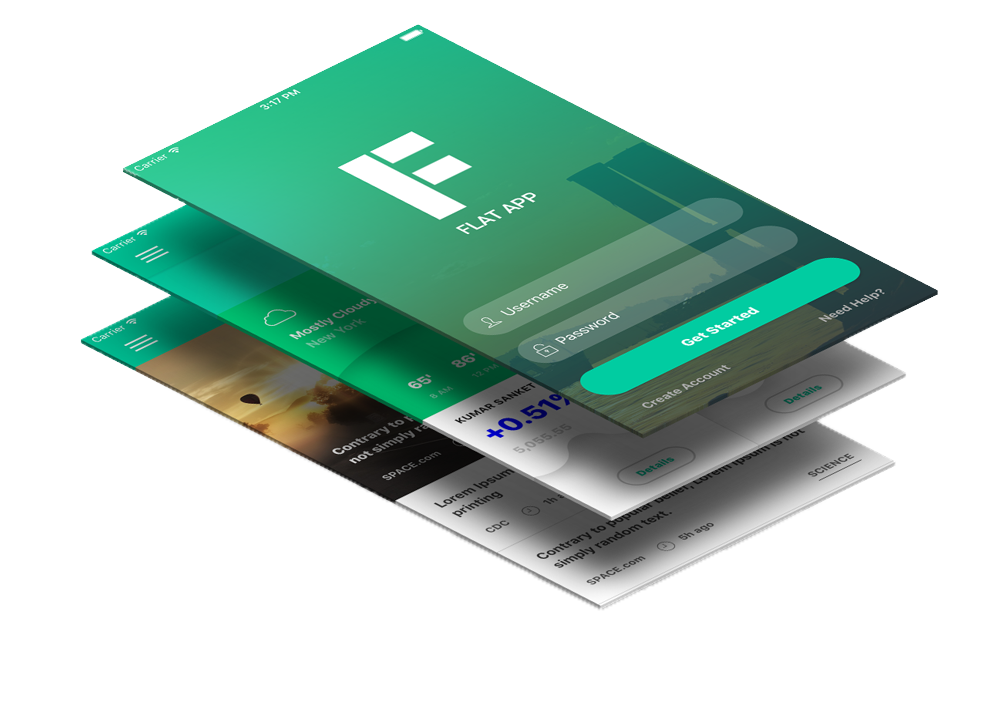 Carrier
3:17 PM
FLAT APP
Username
Password
Get Started
Create Account
Need Help?
Carrier
Mostly Cloudy
New York
65'
8 AM
86'
12 PM
KUMAR SANKET
+0.51%
5,055.55
Details
Details
Carrier
Contrary to
not simply
SPACE.com
Lorem Ipsum
printing
CDC
1h
Contrary to popular belief, Lorem Ipsum is not
simply random text.
SPACE.com
5h ago
SCIENCE